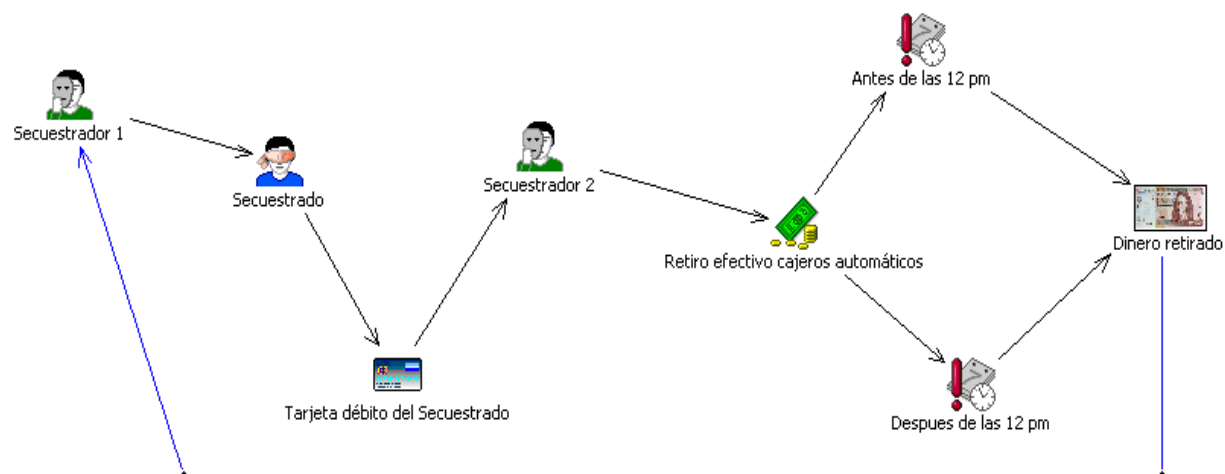 Antes de las 12 pm
Secuestrador 1
Secuestrador 2
Secuestrado
Dinero retirado
Retiro efectivo cajeros automáticos
Tarjeta débito del Secuestrado
Despues de las 12 pm